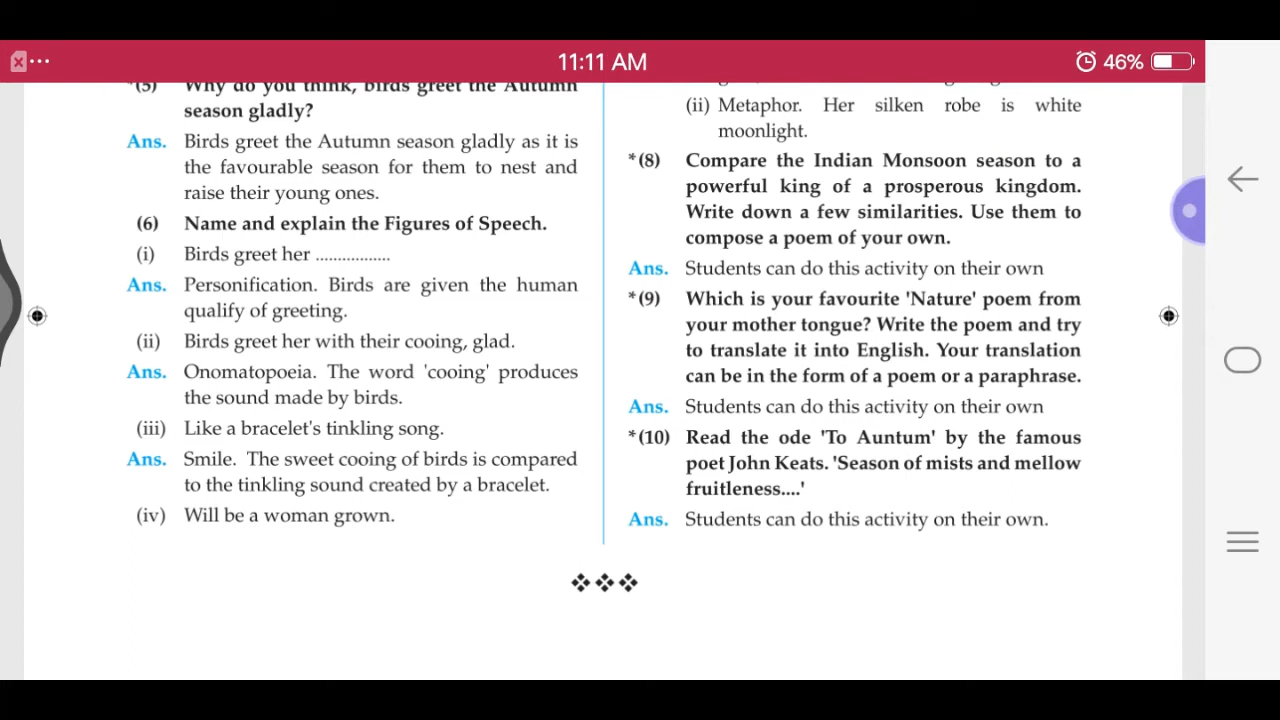 11:11 AM
46%
*(5) Why do you think, birds greet the Autumn
season gladly?
Ans. Birds greet the Autumn season gladly as it is
the favourable season for them to nest and
raise their young ones.
(6) Name and explain the Figures of Speech.
(i) Birds greet her .................
Ans. Personification. Birds are given the human
qualify of greeting.
(ii) Birds greet her with their cooing, glad.
Ans. Onomatopoeia. The word 'cooing' produces
the sound made by birds.
(iii) Like a bracelet's tinkling song.
Ans. Smile. The sweet cooing of birds is compared
to the tinkling sound created by a bracelet.
(iv) Will be a woman grown.
(ii) Metaphor. Her silken robe is white
moonlight.
*(8) Compare the Indian Monsoon season to a
powerful king of a prosperous kingdom.
Write down a few similarities. Use them to
compose a poem of your own.
Ans. Students can do this activity on their own
*(9) Which is your favourite 'Nature' poem from
your mother tongue? Write the poem and try
to translate it into English. Your translation
can be in the form of a poem or a paraphrase.
Ans. Students can do this activity on their own
*(10) Read the ode 'To Auntum' by the famous
poet John Keats. 'Season of mists and mellow
fruitleness....'
Ans. Students can do this activity on their own.